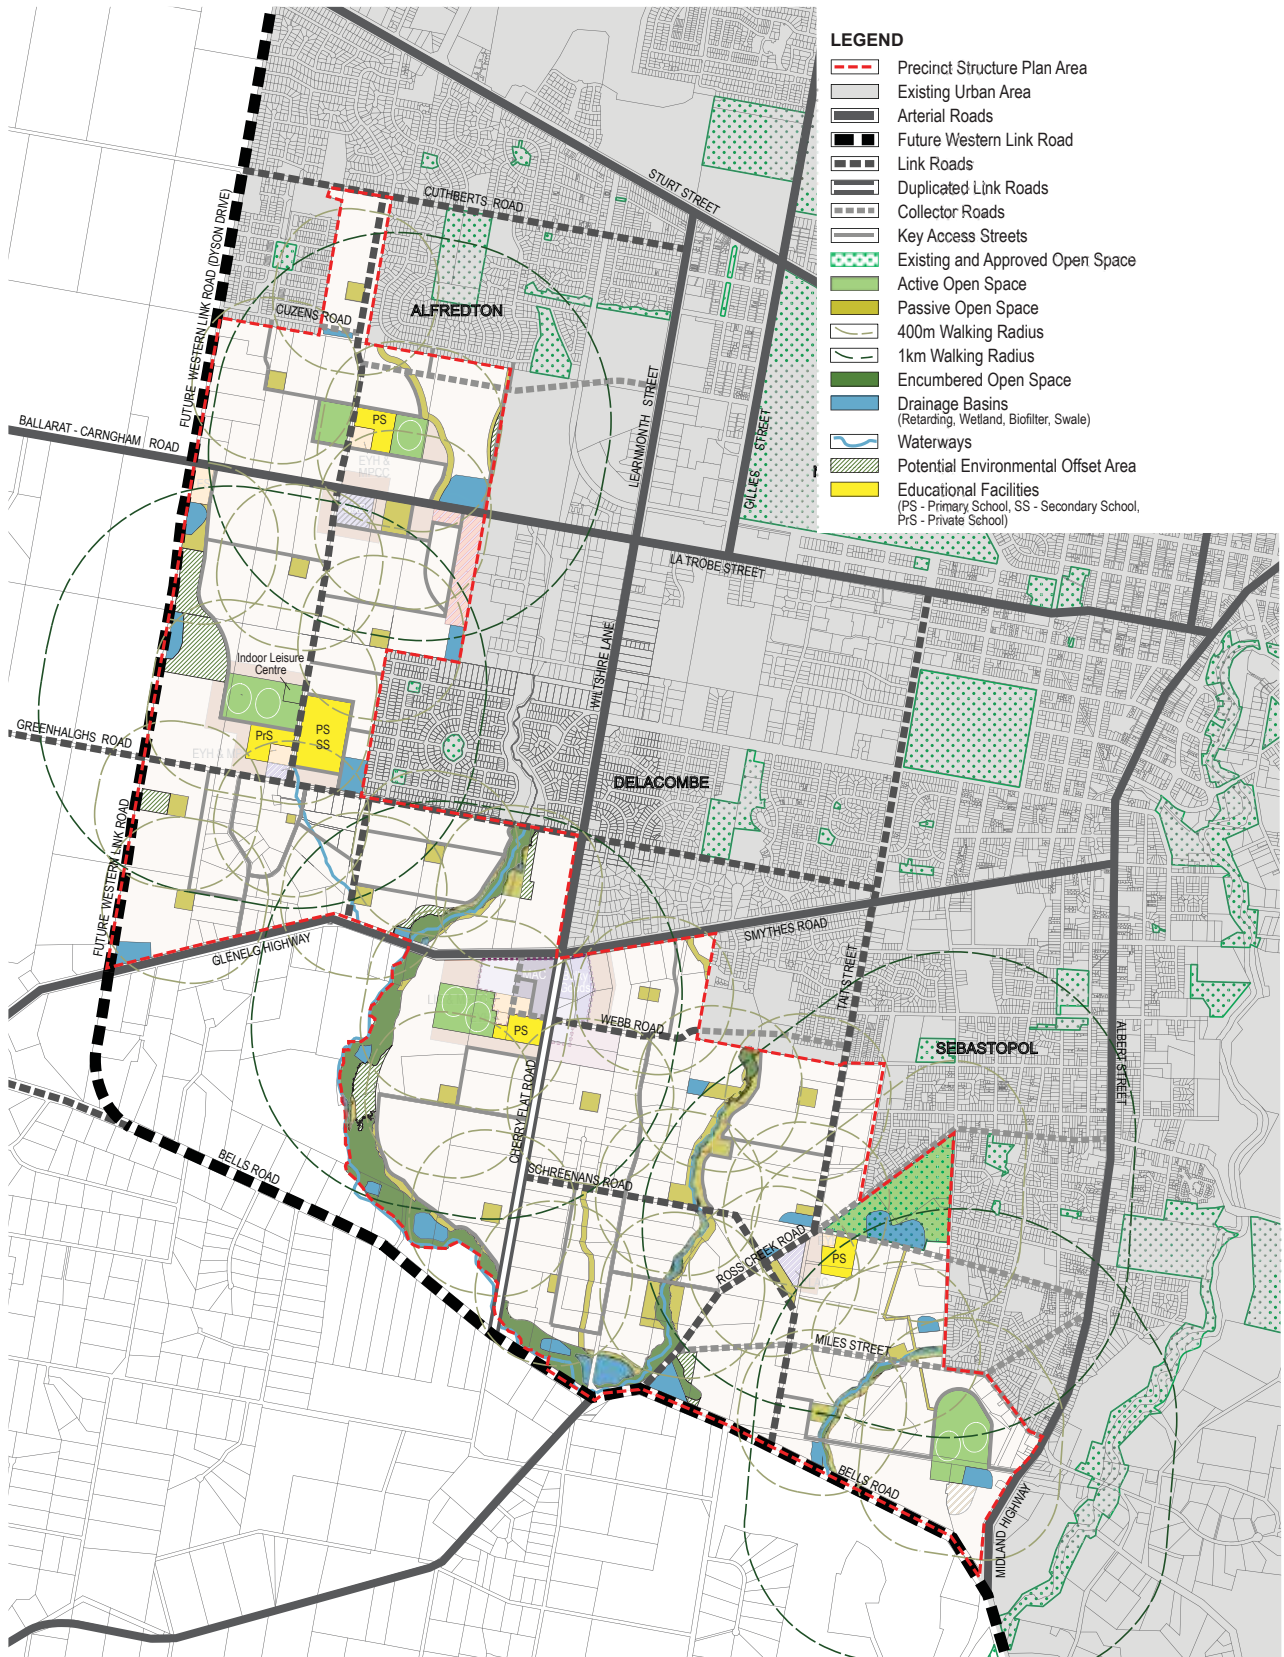 LEGEND
Precinct Structure Plan Area
Existing Urban Area
Arterial Roads
Future Western Link Road
Link Roads
Duplicated Link Roads
Collector Roads
Key Access Streets
Existing and Approved Open Space
Active Open Space
Passive Open Space
400m Walking Radius
1km Walking Radius
Encumbered Open Space
Drainage Basins
(Retarding, Wetland, Biofilter, Swale)
Waterways
Potential Environmental Offset Area
Educational Facilities
(PS - Primary School, SS - Secondary School,
PrS - Private School)
STURT STREET
CUTHBERTS ROAD
FUTURE WESTERN LINK ROAD (DYSON DRIVE)
CUZENS ROAD
ALFREDTON
LEARNMONTH STREET
GILLIES STREET
BALLARAT - CARNGHAM ROAD
PS
EYH &
MPCC
LA TROBE STREET
WILTSHIRE LANE
Indoor Leisure
Centre
PrS
PS
SS
EYH & M
GREENHALGHS ROAD
DELACOMBE
FUTURE WESTERN LINK ROAD
GLENELG HIGHWAY
SMYTHES ROAD
TAIT STREET
PS
WEBB ROAD
SEBASTOPOL
ALBERT STREET
CHERRY FLAT ROAD
BELLS ROAD
SCHREENANS ROAD
ROSS CREEK ROAD
PS
MILES STREET
BELLS ROAD
MIDLAND HIGHWAY